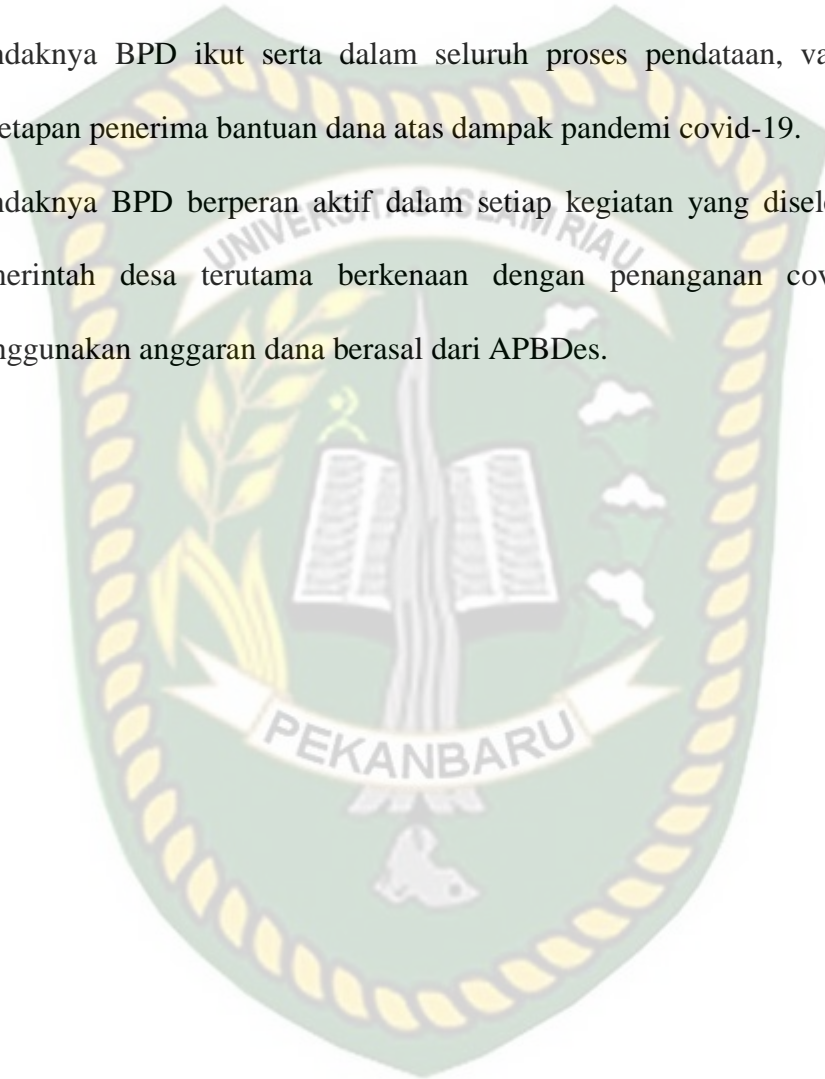 ndaknya BPD ikut serta dalam seluruh proses pendataan, va
etapan penerima bantuan dana atas dampak pandemi covid-19.
ndaknya BPD berperan aktif dalam setiap kegiatan yang disel
merintah desa terutama berkenaan dengan penanganan cov
nggunakan anggaran dana berasal dari APBDes.
UNIVERSITAS ISLAM RIAU
PEKANBARU